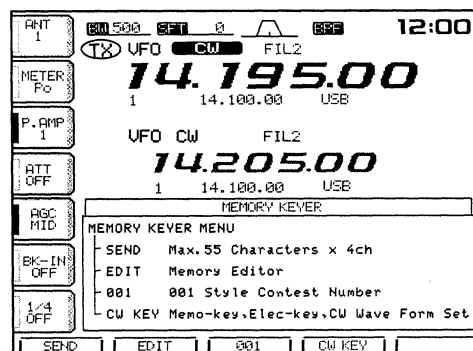 ANT 1
BW 500 SFT 0 BPF 12:00
TX VFO CW FIL2
METER Po
14.195.00
1 14.100.00 USB
P.AMP 1
VFO CW FIL2
ATT OFF
14.205.00
1 14.100.00 USB
AGC MID
MEMORY KEYER
MEMORY KEYER MENU
SEND Max.55 Characters x 4ch
BK-IN OFF
EDIT Memory Editor
001 001 Style Contest Number
1/4 OFF
CW KEY Memo-key,Elec-key,CW Wave Form Set
SEND EDIT 001 CW KEY